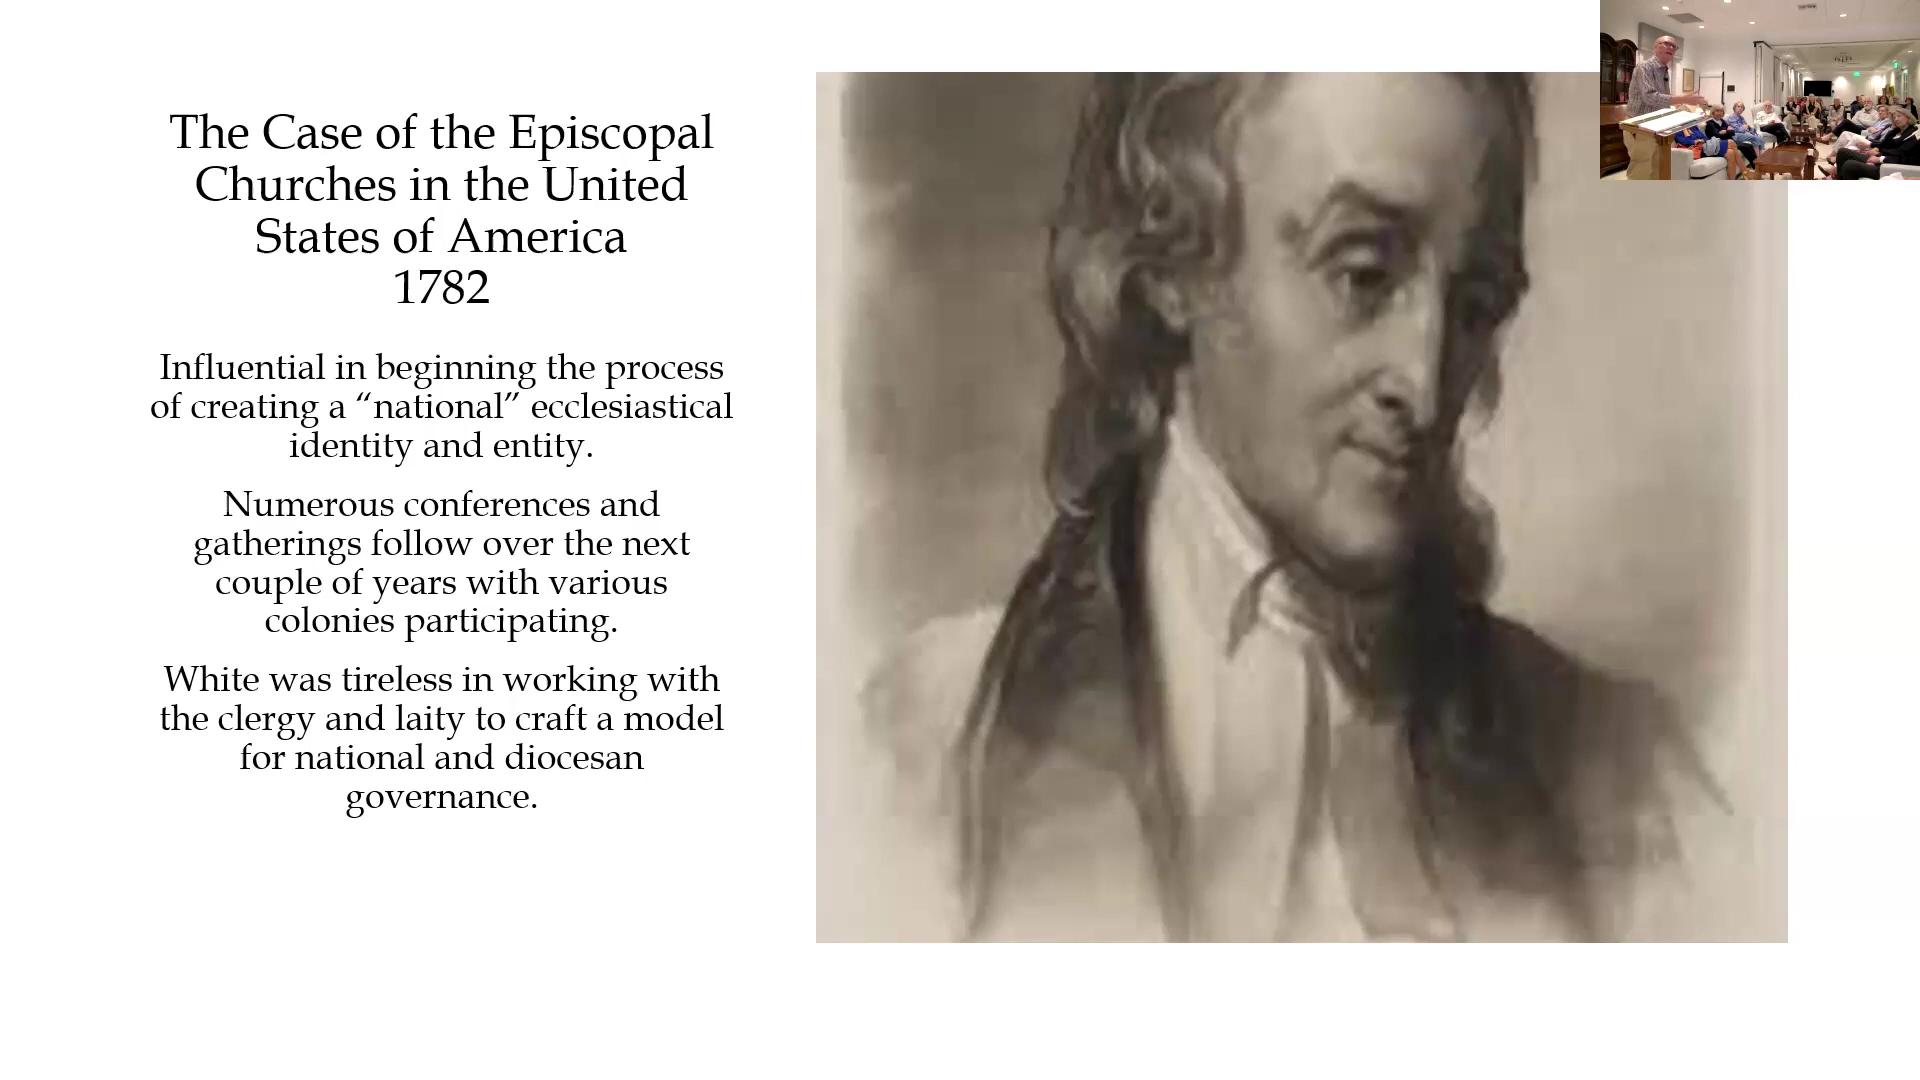 The Case of the Episcopal
Churches in the United
States of America
1782
Influential in beginning the process
of creating a “national” ecclesiastical
identity and entity.
Numerous conferences and
gatherings follow over the next
couple of years with various
colonies participating.
White was tireless in working with
the clergy and laity to craft a model
for national and diocesan
governance.